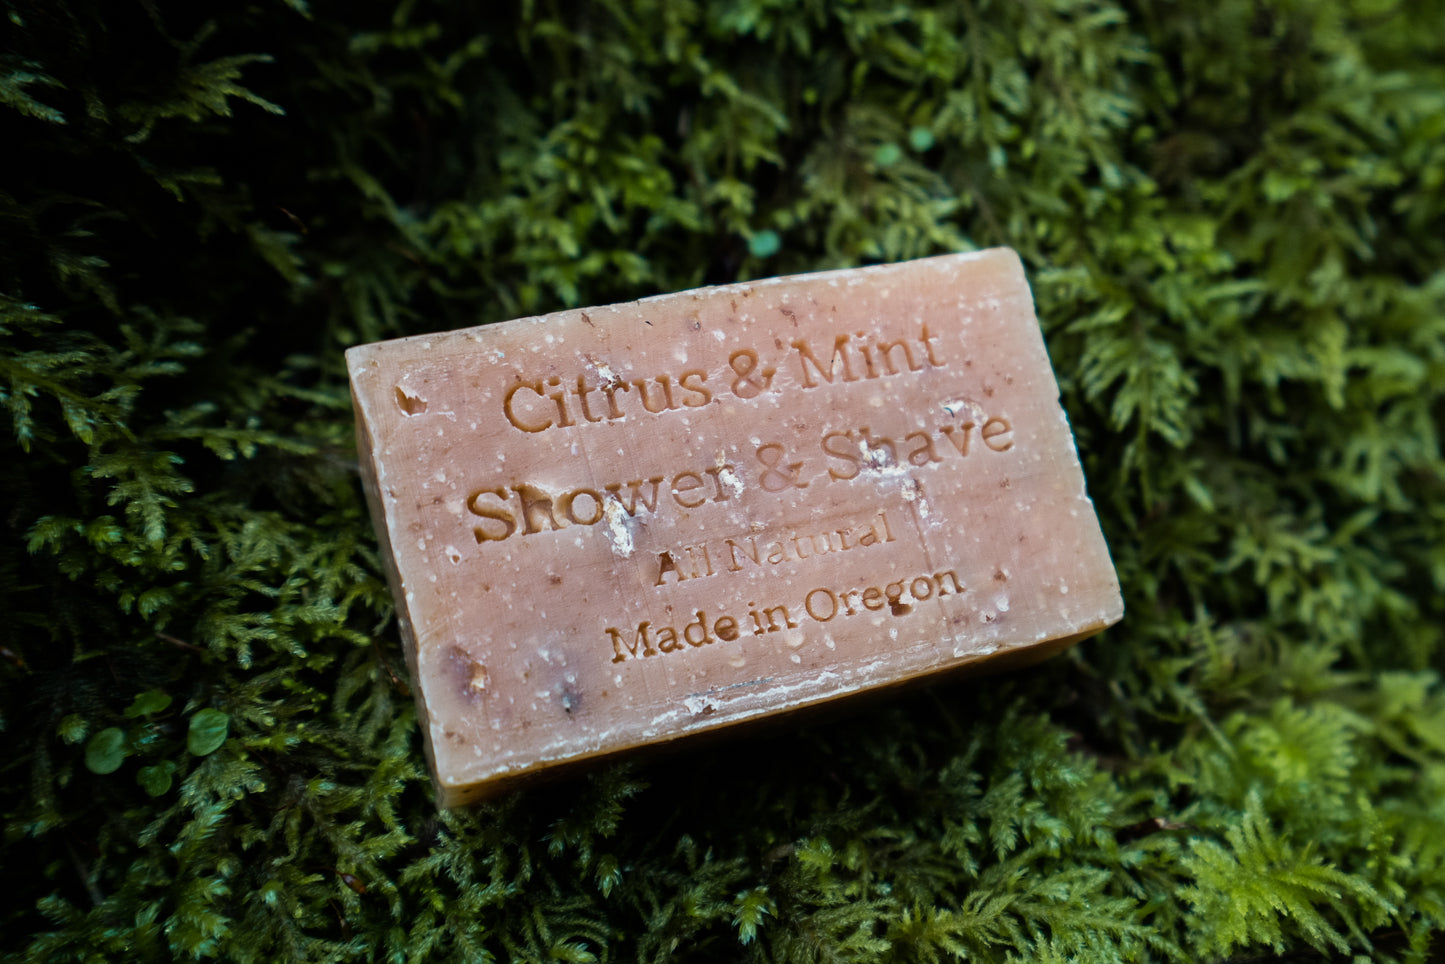 Citrus & Mint
Shower & Shave
All Natural
Made in Oregon